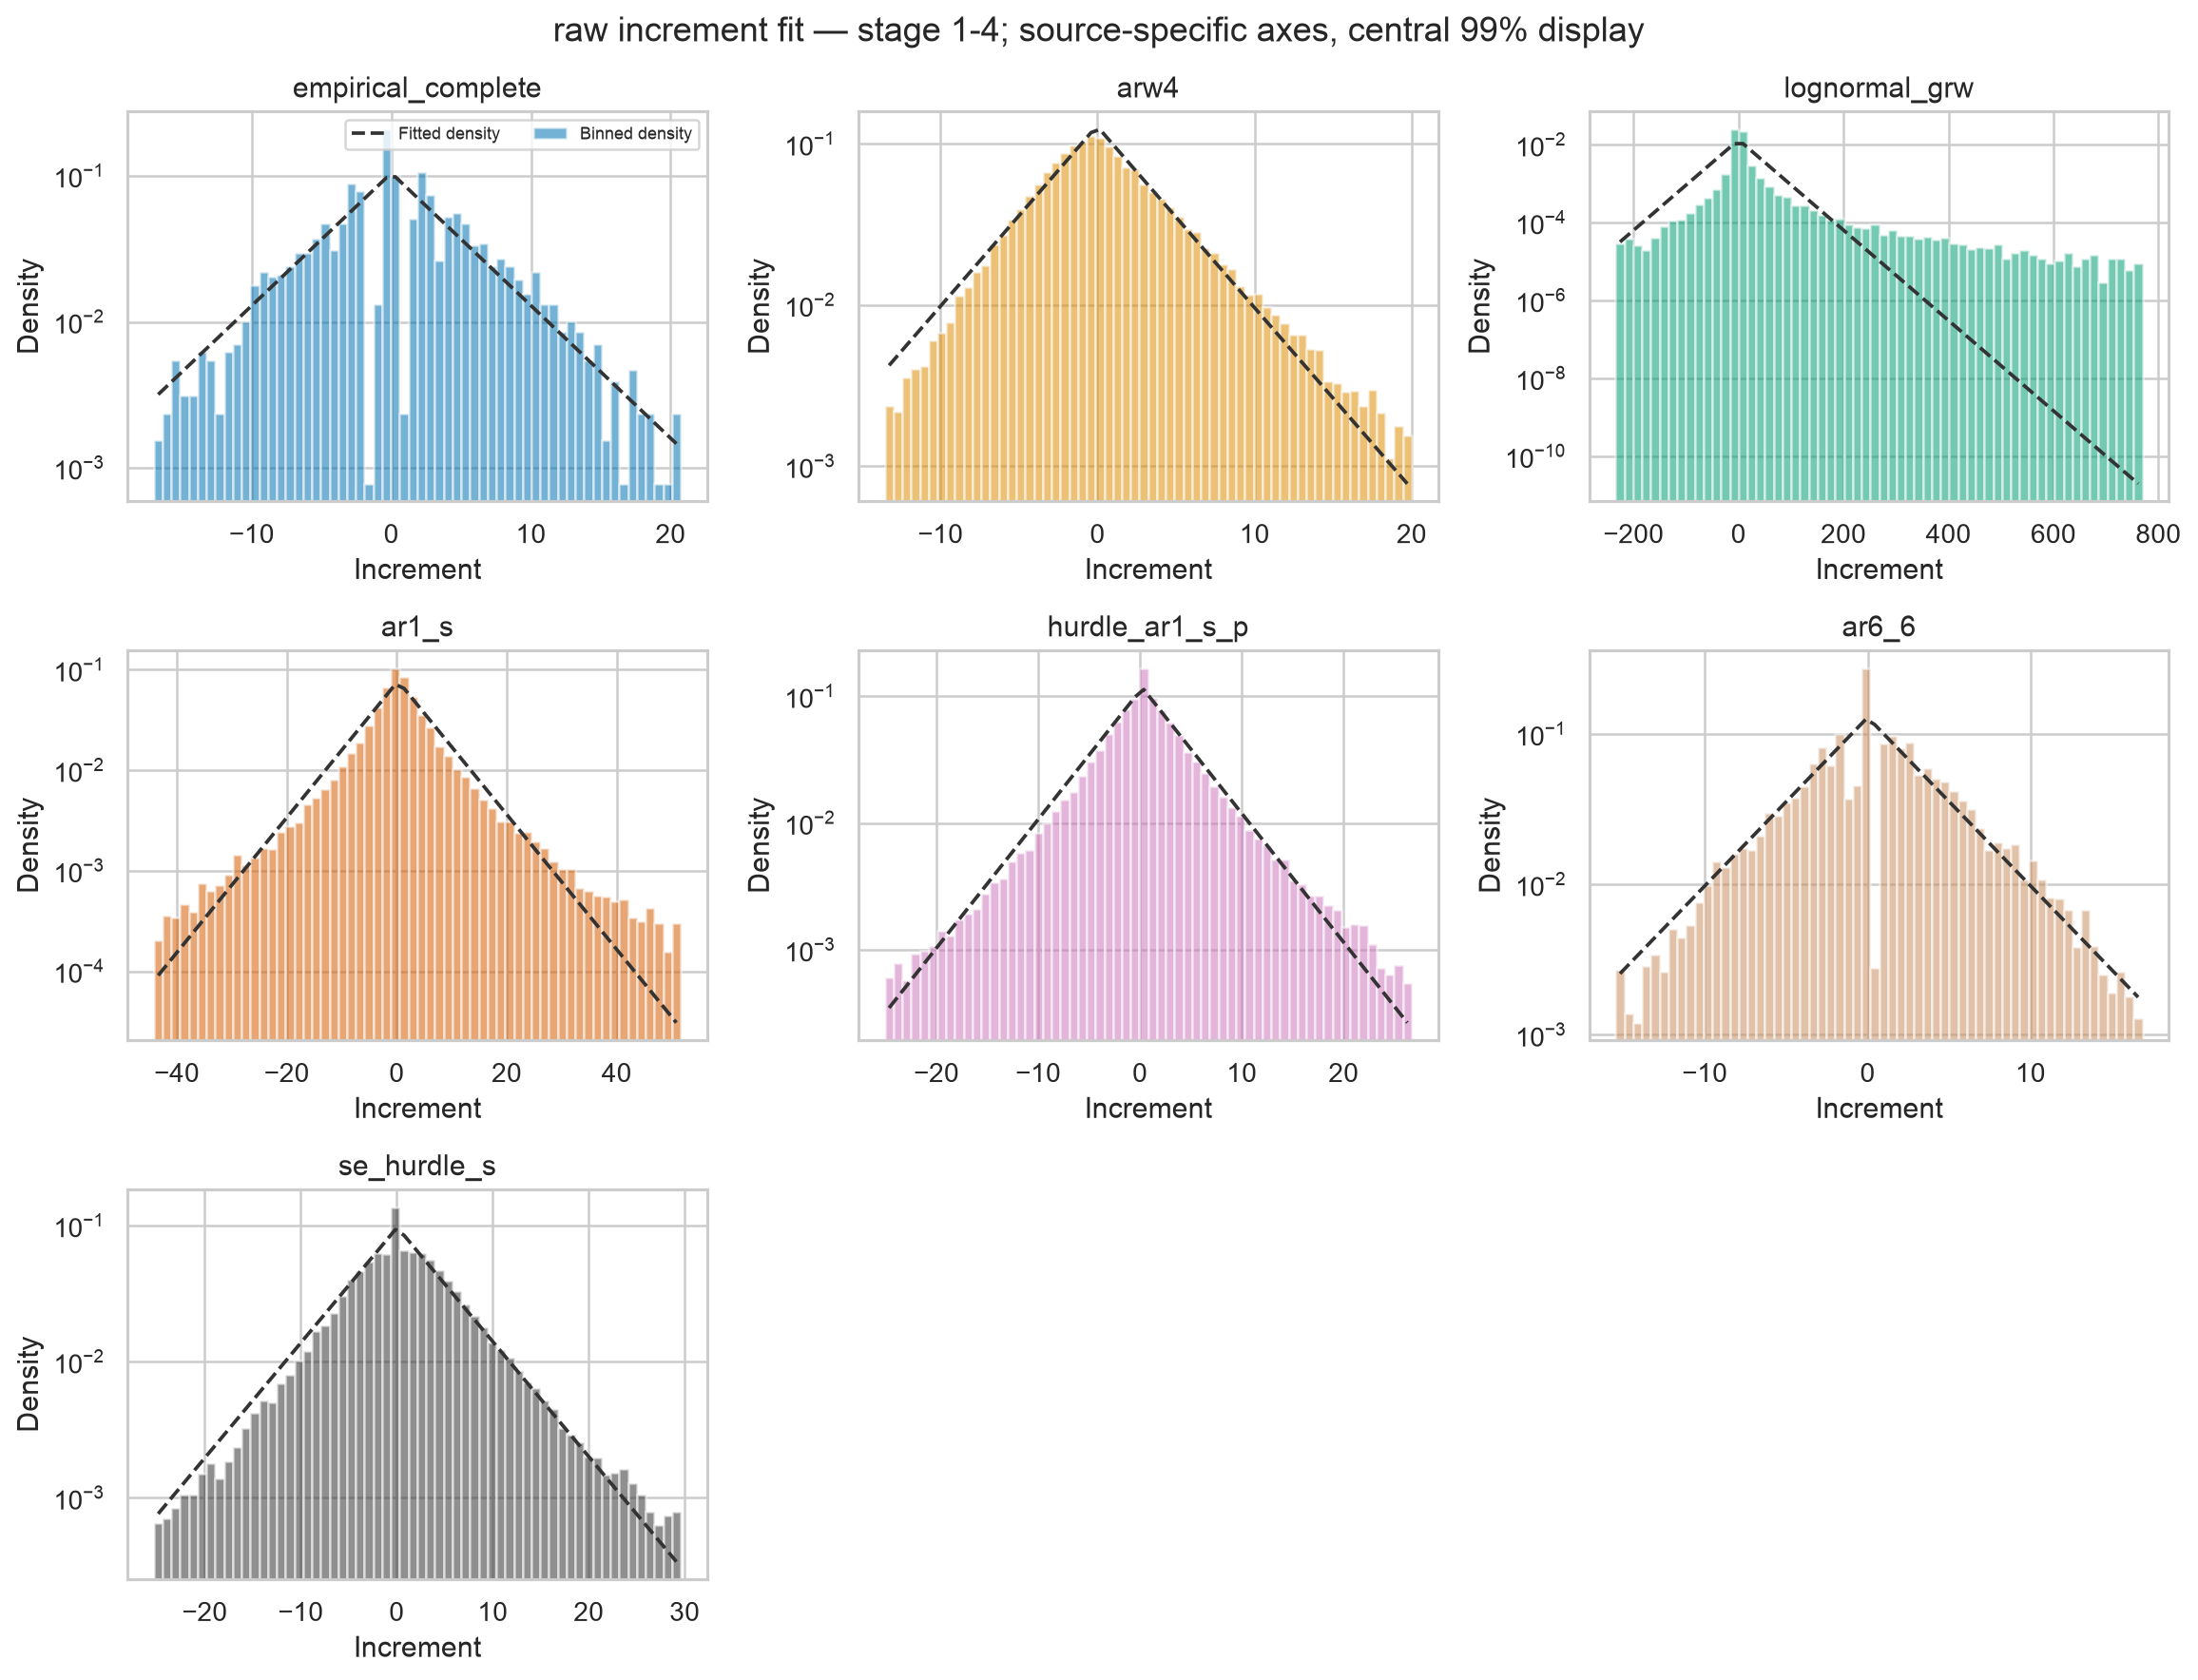 raw increment fit — stage 1-4; source-specific axes, central 99% display
empirical_complete
Fitted density
Binned density
10⁻¹
10⁻²
10⁻³
Density
−10
0
10
20
Increment
arw4
10⁻¹
10⁻²
10⁻³
Density
−10
0
10
20
Increment
lognormal_grw
10⁻²
10⁻⁴
10⁻⁶
10⁻⁸
10⁻¹⁰
Density
−200
0
200
400
600
800
Increment
ar1_s
10⁻¹
10⁻²
10⁻³
10⁻⁴
Density
−40
−20
0
20
40
Increment
hurdle_ar1_s_p
10⁻¹
10⁻²
10⁻³
Density
−20
−10
0
10
20
Increment
ar6_6
10⁻¹
10⁻²
10⁻³
Density
−10
0
10
Increment
se_hurdle_s
10⁻¹
10⁻²
10⁻³
Density
−20
−10
0
10
20
30
Increment